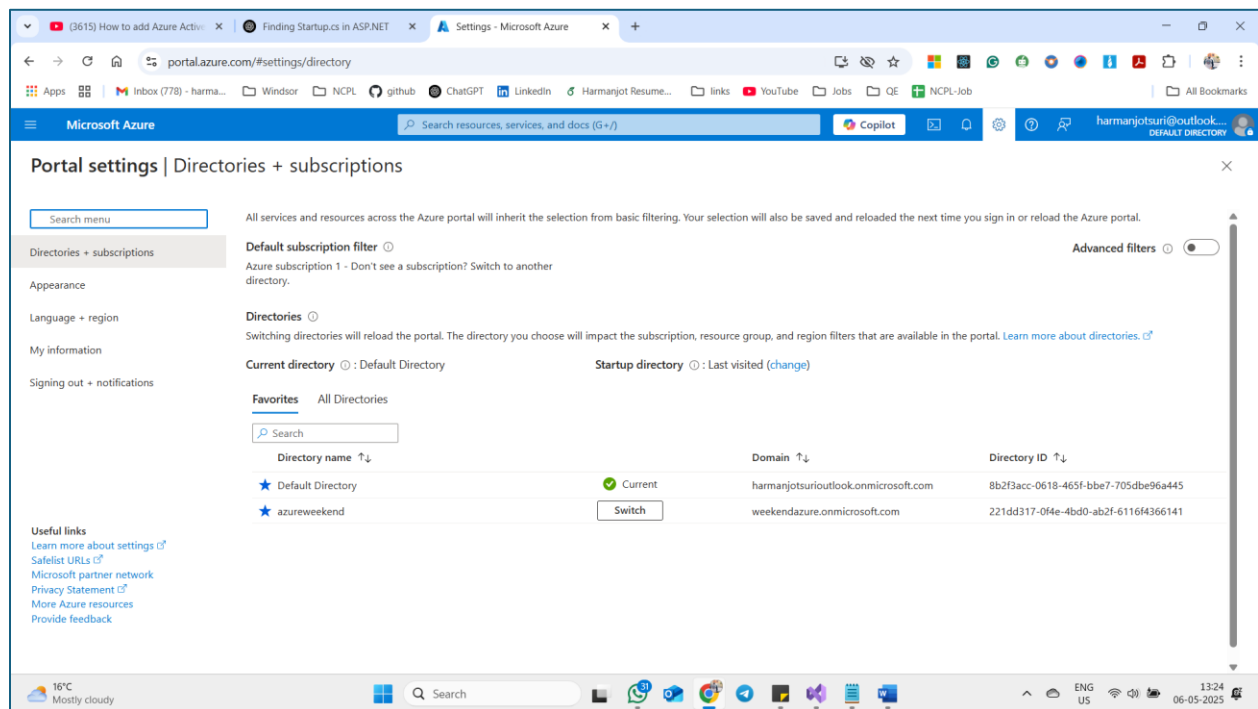 (3615) How to add Azure Active
Finding Startup.cs in ASP.NET
Settings - Microsoft Azure
portal.azure.com/#settings/directory
Apps
Inbox (778) - harma...
Windsor
NCPL
github
ChatGPT
LinkedIn
Harmanjot Resume...
links
YouTube
Jobs
QE
NCPL-Job
All Bookmarks
Microsoft Azure
Search resources, services, and docs (G+/)
Copilot
harmanjotsuri@outlook....
DEFAULT DIRECTORY
Portal settings | Directories + subscriptions
Search menu
Directories + subscriptions
Appearance
Language + region
My information
Signing out + notifications
Useful links
Learn more about settings
Safelist URLs
Microsoft partner network
Privacy Statement
More Azure resources
Provide feedback
All services and resources across the Azure portal will inherit the selection from basic filtering. Your selection will also be saved and reloaded the next time you sign in or reload the Azure portal.
Default subscription filter
Advanced filters
Azure subscription 1 - Don't see a subscription? Switch to another
directory.
Directories
Switching directories will reload the portal. The directory you choose will impact the subscription, resource group, and region filters that are available in the portal. Learn more about directories.
Current directory : Default Directory
Startup directory : Last visited (change)
Favorites
All Directories
Search
Directory name
Domain
Directory ID
Default Directory
Current
harmanjotsurioutlook.onmicrosoft.com
8b2f3acc-0618-465f-bbe7-705dbe96a445
azureweekend
Switch
weekendazure.onmicrosoft.com
221dd317-0f4e-4bd0-ab2f-6116f4366141
16°C
Mostly cloudy
Search
31
ENG
US
13:24
06-05-2025